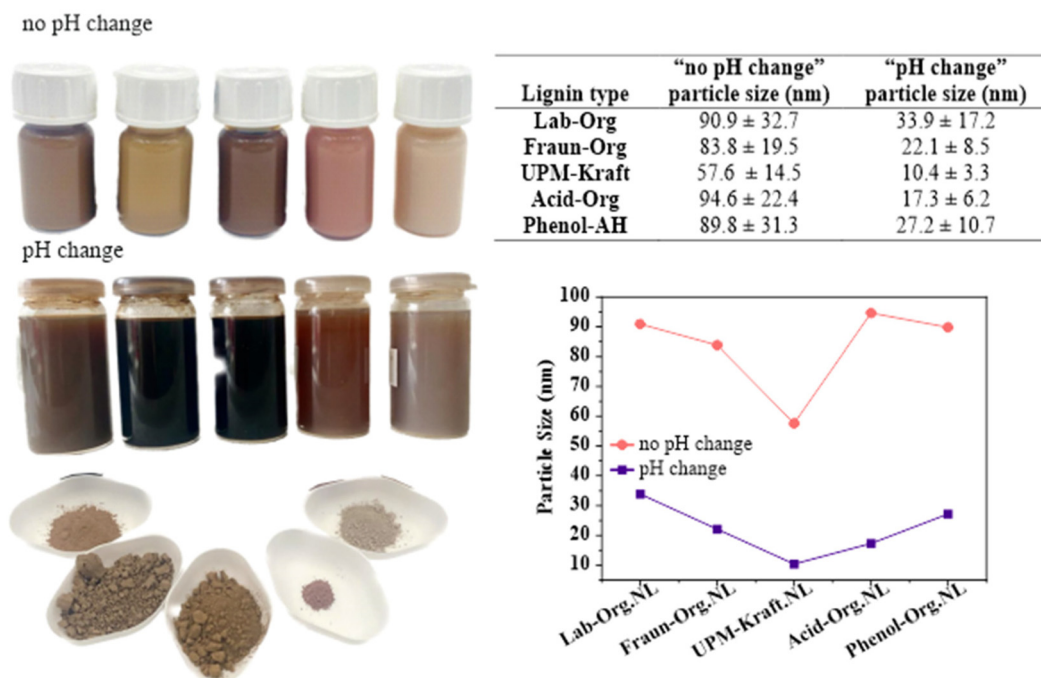 no pH change
pH change
"no pH change" "pH change"
Lignin type particle size (nm) particle size (nm)
Lab-Org 90.9 ± 32.7 33.9 ± 17.2
Fraun-Org 83.8 ± 19.5 22.1 ± 8.5
UPM-Kraft 57.6 ± 14.5 10.4 ± 3.3
Acid-Org 94.6 ± 22.4 17.3 ± 6.2
Phenol-AH 89.8 ± 31.3 27.2 ± 10.7
100
90
80
70
60
50
40
30
20
10
Particle Size (nm)
no pH change
pH change
Lab-Org.NL
Fraun-Org.NL
UPM-Kraft.NL
Acid-Org.NL
Phenol-Org.NL